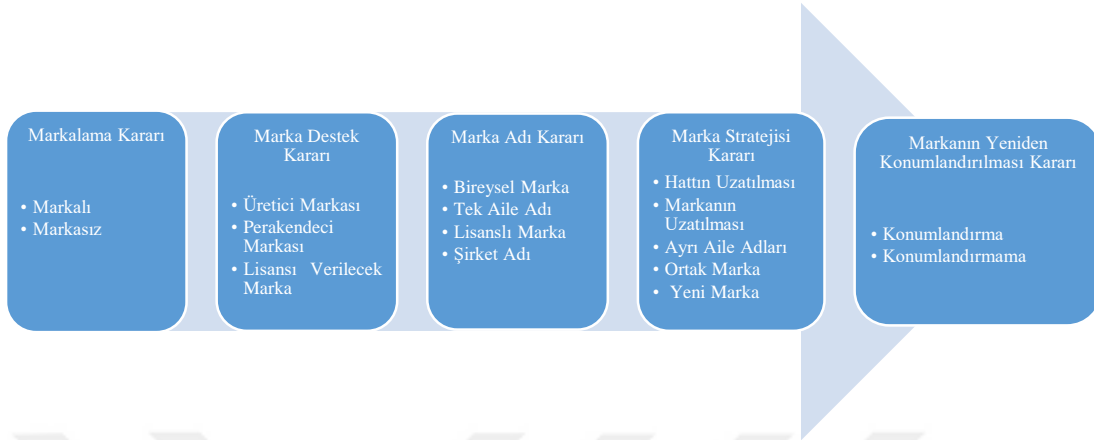 Markalama Kararı
• Markalı
• Markasız
Marka Destek
Kararı
• Üretici Markası
• Perakendeci
Markası
• Lisansı Verilecek
Marka
Marka Adı Kararı
• Bireysel Marka
• Tek Aile Adı
• Lisanslı Marka
• Şirket Adı
Marka Stratejisi
Kararı
• Hattın Uzatılması
• Markanın
Uzatılması
• Ayrı Aile Adları
• Ortak Marka
• Yeni Marka
Markanın Yeniden
Konumlandırılması Kararı
• Konumlandırma
• Konumlandırmama